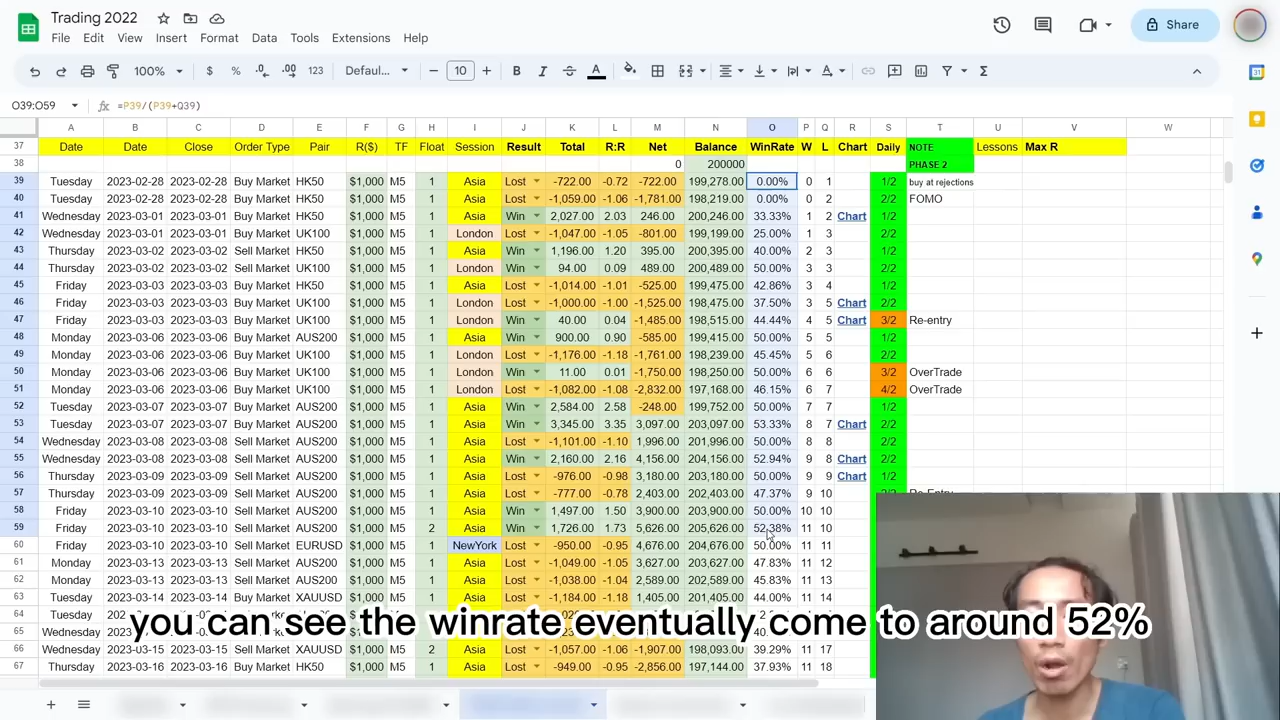 Trading 2022
File Edit View Insert Format Data Tools Extensions Help
Share
100% $ % .0 .00 123 Defaul... 10 B I A
O39:O59 fx =P39/(P39+Q39)
A B C D E F G H I J K L M N O P Q R S T U V W
37 Date Date Close Order Type Pair R($) TF Float Session Result Total R:R Net Balance WinRate W L Chart Daily NOTE Lessons Max R
38 0 200000 PHASE 2
39 Tuesday 2023-02-28 2023-02-28 Buy Market HK50 $1,000 M5 1 Asia Lost -722.00 -0.72 -722.00 199,278.00 0.00% 0 1 1/2 buy at rejections
40 Tuesday 2023-02-28 2023-02-28 Buy Market HK50 $1,000 M5 1 Asia Lost -1,059.00 -1.06 -1,781.00 198,219.00 0.00% 0 2 2/2 FOMO
41 Wednesday 2023-03-01 2023-03-01 Buy Market HK50 $1,000 M5 1 Asia Win 2,027.00 2.03 246.00 200,246.00 33.33% 1 2 Chart 1/2
42 Wednesday 2023-03-01 2023-03-01 Buy Market UK100 $1,000 M5 1 London Lost -1,047.00 -1.05 -801.00 199,199.00 25.00% 1 3 2/2
43 Thursday 2023-03-02 2023-03-02 Sell Market HK50 $1,000 M5 1 Asia Win 1,196.00 1.20 395.00 200,395.00 40.00% 2 3 1/2
44 Thursday 2023-03-02 2023-03-02 Sell Market UK100 $1,000 M5 1 London Win 94.00 0.09 489.00 200,489.00 50.00% 3 3 2/2
45 Friday 2023-03-03 2023-03-03 Sell Market HK50 $1,000 M5 1 Asia Lost -1,014.00 -1.01 -525.00 199,475.00 42.86% 3 4 1/2
46 Friday 2023-03-03 2023-03-03 Buy Market UK100 $1,000 M5 1 London Lost -1,000.00 -1.00 -1,525.00 198,475.00 37.50% 3 5 Chart 2/2
47 Friday 2023-03-03 2023-03-03 Buy Market UK100 $1,000 M5 1 London Win 40.00 0.04 -1,485.00 198,515.00 44.44% 4 5 Chart 3/2 Re-entry
48 Monday 2023-03-06 2023-03-06 Buy Market AUS200 $1,000 M5 1 Asia Win 900.00 0.90 -585.00 199,415.00 50.00% 5 5 1/2
49 Monday 2023-03-06 2023-03-06 Buy Market UK100 $1,000 M5 1 London Lost -1,176.00 -1.18 -1,761.00 198,239.00 45.45% 5 6 2/2
50 Monday 2023-03-06 2023-03-06 Buy Market UK100 $1,000 M5 1 London Win 11.00 0.01 -1,750.00 198,250.00 50.00% 6 6 3/2 OverTrade
51 Monday 2023-03-06 2023-03-06 Buy Market UK100 $1,000 M5 1 London Lost -1,082.00 -1.08 -2,832.00 197,168.00 46.15% 6 7 4/2 OverTrade
52 Tuesday 2023-03-07 2023-03-07 Buy Market AUS200 $1,000 M5 1 Asia Win 2,584.00 2.58 -248.00 199,752.00 50.00% 7 7 1/2
53 Tuesday 2023-03-07 2023-03-07 Buy Market AUS200 $1,000 M5 1 Asia Win 3,345.00 3.35 3,097.00 203,097.00 53.33% 8 7 Chart 2/2
54 Wednesday 2023-03-08 2023-03-08 Sell Market AUS200 $1,000 M5 1 Asia Lost -1,101.00 -1.10 1,996.00 201,996.00 50.00% 8 8 2/2
55 Wednesday 2023-03-08 2023-03-08 Sell Market AUS200 $1,000 M5 1 Asia Win 2,160.00 2.16 4,156.00 204,156.00 52.94% 9 8 Chart 2/2
56 Thursday 2023-03-09 2023-03-09 Sell Market AUS200 $1,000 M5 1 Asia Lost -976.00 -0.98 3,180.00 203,180.00 50.00% 9 9 Chart 1/2
57 Thursday 2023-03-09 2023-03-09 Sell Market AUS200 $1,000 M5 1 Asia Lost -777.00 -0.78 2,403.00 202,403.00 47.37% 9 10
58 Friday 2023-03-10 2023-03-10 Sell Market AUS200 $1,000 M5 1 Asia Win 1,497.00 1.50 3,900.00 203,900.00 50.00% 10 10
59 Friday 2023-03-10 2023-03-10 Sell Market AUS200 $1,000 M5 2 Asia Win 1,726.00 1.73 5,626.00 205,626.00 52.38% 11 10
60 Friday 2023-03-10 2023-03-10 Sell Market EURUSD $1,000 M5 1 NewYork Lost -950.00 -0.95 4,676.00 204,676.00 50.00% 11 11
61 Monday 2023-03-13 2023-03-13 Buy Market AUS200 $1,000 M5 1 Asia Lost -1,049.00 -1.05 3,627.00 203,627.00 47.83% 11 12
62 Monday 2023-03-13 2023-03-13 Buy Market AUS200 $1,000 M5 1 Asia Lost -1,038.00 -1.04 2,589.00 202,589.00 45.83% 11 13
63 Tuesday 2023-03-14 2023-03-14 Buy Market XAUUSD $1,000 M5 1 Asia Lost -1,184.00 -1.18 1,405.00 201,405.00 44.00% 11 14
64 Tuesday
you can see the winrate eventually come to around 52%
65 Wednesday
66 Wednesday 2023-03-15 2023-03-15 Sell Market XAUUSD $1,000 M5 2 Asia Lost -1,057.00 -1.06 -1,907.00 198,093.00 39.29% 11 17
67 Thursday 2023-03-16 2023-03-16 Buy Market HK50 $1,000 M5 1 Asia Lost -949.00 -0.95 -2,856.00 197,144.00 37.93% 11 18